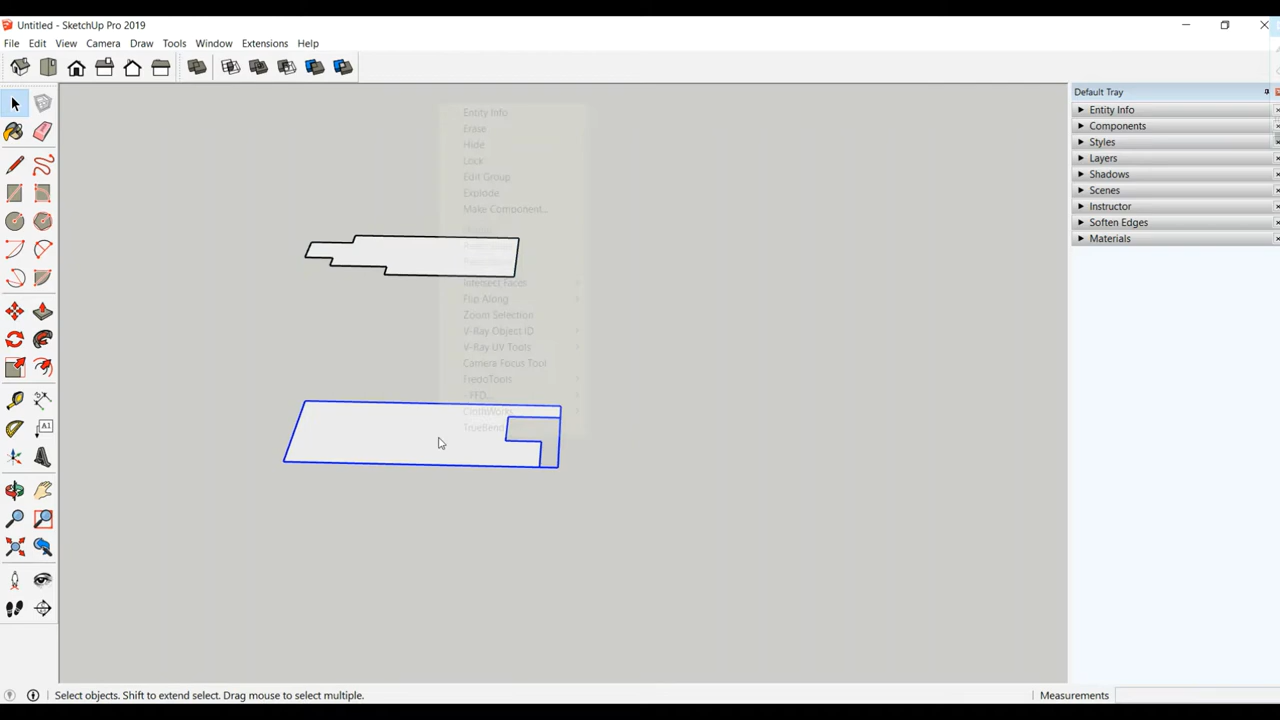 Untitled - SketchUp Pro 2019
File Edit View Camera Draw Tools Window Extensions Help
Default Tray
Entity Info
Components
Styles
Layers
Shadows
Scenes
Instructor
Soften Edges
Materials
Entity Info
Erase
Hide
Lock
Edit Group
Explode
Make Component...
Intersect Faces
Flip Along
Zoom Selection
V-Ray Object ID
V-Ray UV Tools
Camera Focus Tool
FredoTools
ClothWorks
TrueBend
A1
Select objects. Shift to extend select. Drag mouse to select multiple.
Measurements